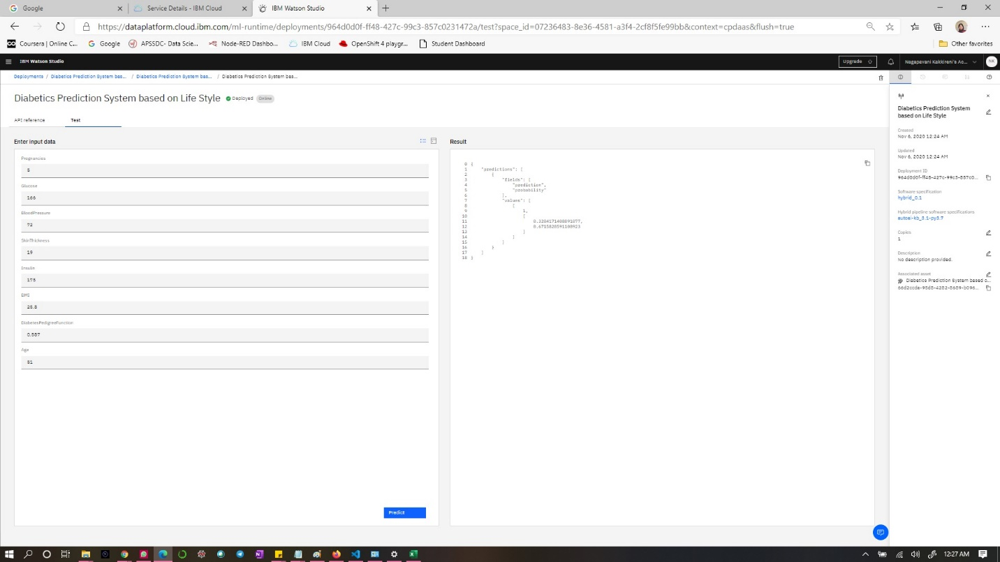 Google
Service Details - IBM Cloud
IBM Watson Studio
https://dataplatform.cloud.ibm.com/ml-runtime/deployments/964d0d0f-ff48-427c-99c3-857c0231472a/test?space_id=07236483-8e36-4581-a3f4-2cf8f5fe99bb&context=cpdaas&flush=true
Coursera | Online C...
Google
APSSDC- Data Scie...
Node-RED Dashbo...
IBM Cloud
OpenShift 4 playgr...
Student Dashboard
Other favorites
IBM Watson Studio
Upgrade
Nagapavani Kakkireni's Ac...
NK
Deployments / Diabetics Prediction System bas... / Diabetics Prediction System bas... / Diabetics Prediction System bas...
Diabetics Prediction System based on Life Style
Deployed
Online
API reference
Test
Enter input data
Pregnancies
5
Glucose
166
BloodPressure
72
SkinThickness
19
Insulin
175
BMI
25.8
DiabetesPedigreeFunction
0.587
Age
51
Predict
Result
0 {
1 "predictions": [
2 {
3 "fields": [
4 "prediction",
5 "probability"
6 ],
7 "values": [
8 [
9 1,
10 [
11
12
13 ]
14 ]
15 ]
16 }
17 ]
18 }
Diabetics Prediction System
based on Life Style
Created
Nov 6, 2020 12:24 AM
Updated
Nov 6, 2020 12:24 AM
Deployment ID
964d0d0f-ff48-427c-99c3-857c0...
Software specification
hybrid_0.1
Hybrid pipeline software specifications
autoai-kb_3.1-py3.7
Copies
1
Description
No description provided.
Associated asset
Diabetics Prediction System based o...
12:27 AM